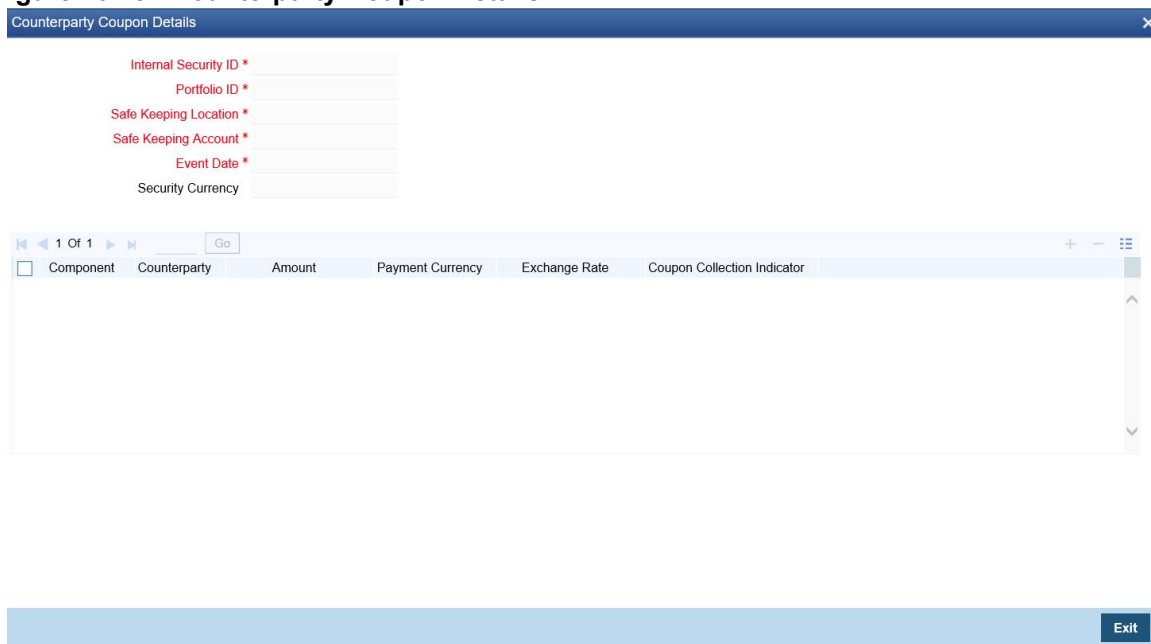 Counterparty Coupon Details
Internal Security ID *
Portfolio ID *
Safe Keeping Location *
Safe Keeping Account *
Event Date *
Security Currency
1 Of 1 Go
Component Counterparty Amount Payment Currency Exchange Rate Coupon Collection Indicator
Exit